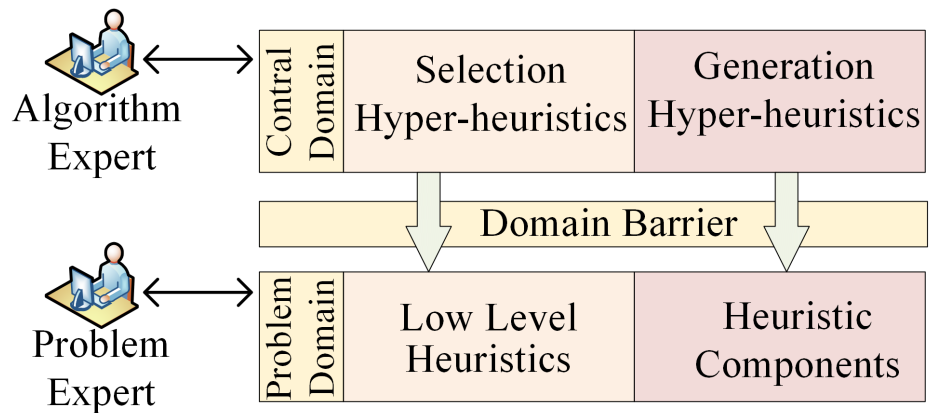 Algorithm
Expert
Contral
Domain
Selection
Hyper-heuristics
Generation
Hyper-heuristics
Domain Barrier
Problem
Expert
Problem
Domain
Low Level
Heuristics
Heuristic
Components